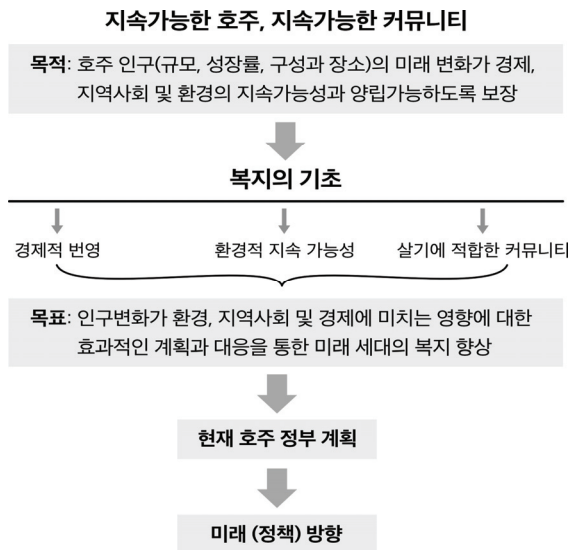 지속가능한 호주, 지속가능한 커뮤니티
목적: 호주 인구(규모, 성장률, 구성과 장소)의 미래 변화가 경제,
지역사회 및 환경의 지속가능성과 양립가능하도록 보장
복지의 기초
경제적 번영
환경적 지속 가능성
살기에 적합한 커뮤니티
목표: 인구변화가 환경, 지역사회 및 경제에 미치는 영향에 대한
효과적인 계획과 대응을 통한 미래 세대의 복지 향상
현재 호주 정부 계획
미래 (정책) 방향